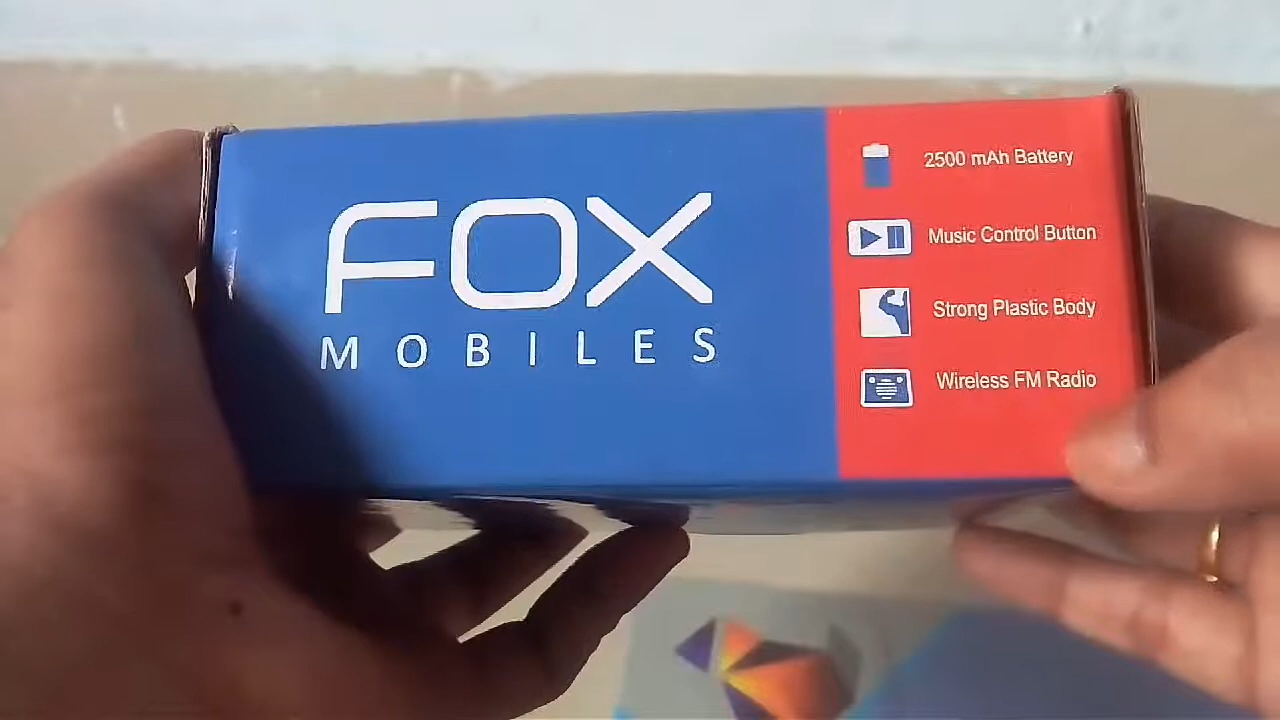 FOX
MOBILES
2500 mAh Battery
Music Control Button
Strong Plastic Body
Wireless FM Radio